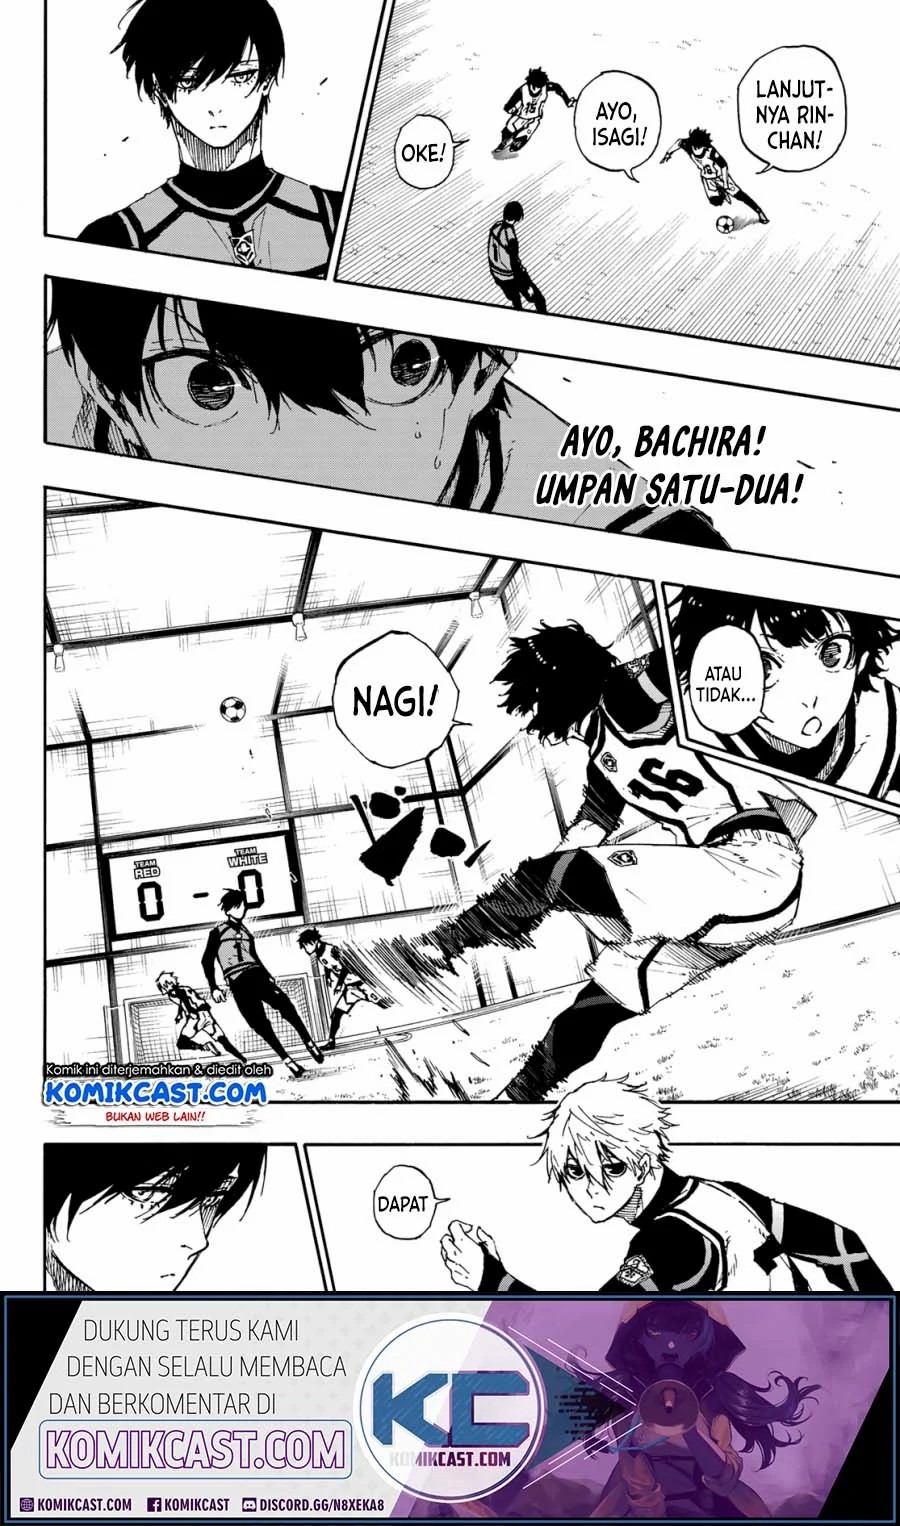 LANJUT-
NYA RIN-
CHAN!
AYO,
ISAGI!
OKE!
15
1
AYO, BACHIRA!
UMPAN SATU-DUA!
ATAU
TIDAK...
NAGI!
16
TEAM
RED
TEAM
WHITE
0 - 0
Komik ini diterjemahkan & diedit oleh
KOMIKCAST.COM
BUKAN WEB LAIN!!
DAPAT
DUKUNG TERUS KAMI
DENGAN SELALU MEMBACA
DAN BERKOMENTAR DI
KOMIKCAST.COM
KOMIKCAST.COM
KOMIKCAST
DISCORD.GG/N8XEKA8
KC
KOMIKCAST.COM